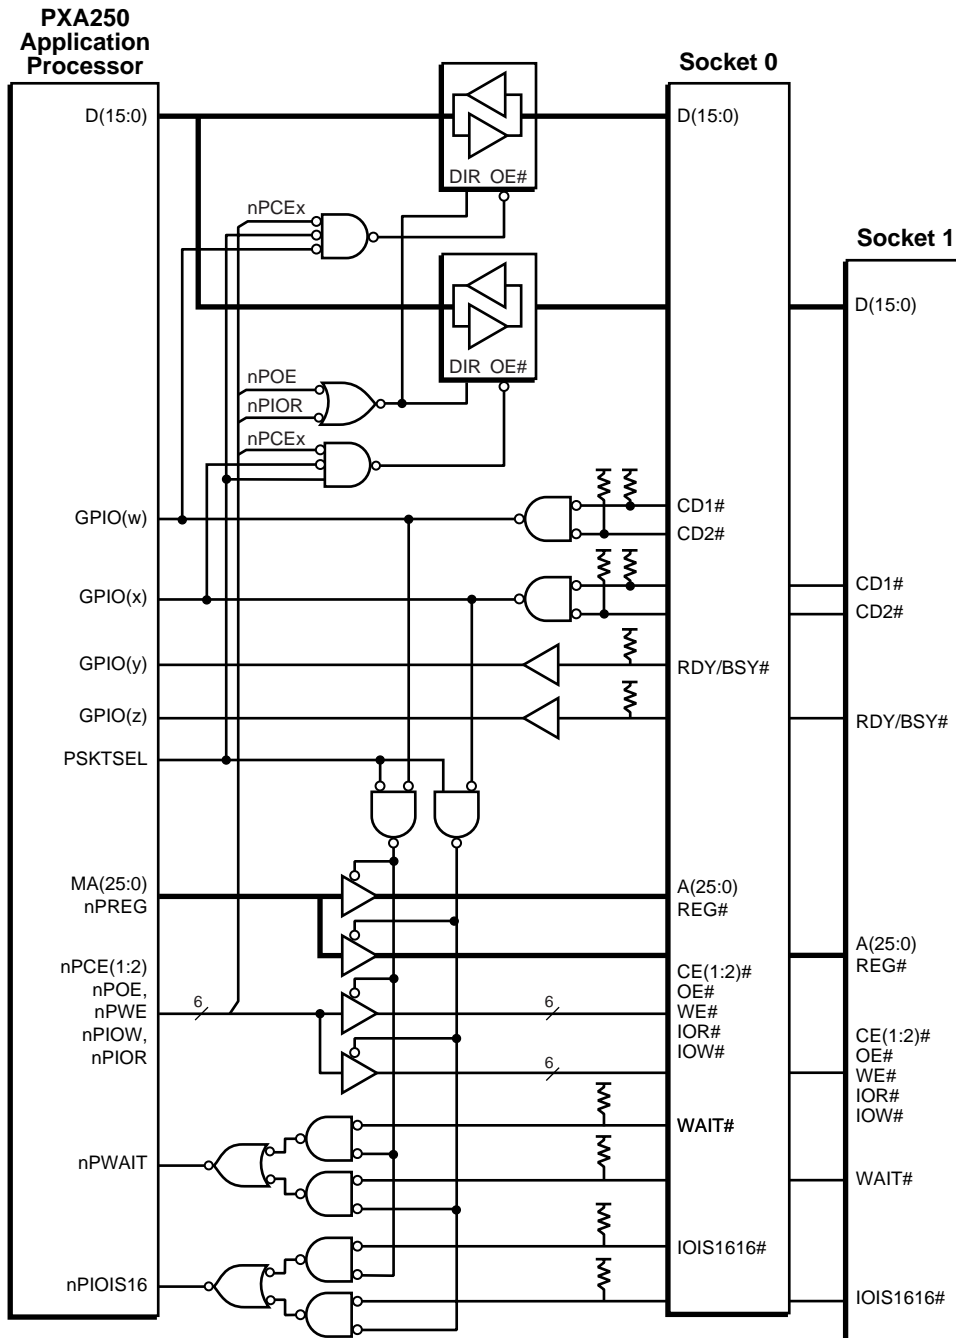 PXA250
Application
Processor
Socket 0
Socket 1
D(15:0)
D(15:0)
DIR OE#
nPCEx
D(15:0)
DIR OE#
nPOE
nPIOR
nPCEx
GPIO(w)
CD1#
CD2#
GPIO(x)
CD1#
CD2#
GPIO(y)
RDY/BSY#
GPIO(z)
RDY/BSY#
PSKTSEL
MA(25:0)
nPREG
A(25:0)
REG#
A(25:0)
REG#
nPCE(1:2)
nPOE,
nPWE
nPIOW,
nPIOR
6
6
CE(1:2)#
OE#
WE#
IOR#
IOW#
6
CE(1:2)#
OE#
WE#
IOR#
IOW#
WAIT#
nPWAIT
WAIT#
IOIS1616#
nPIOIS16
IOIS1616#